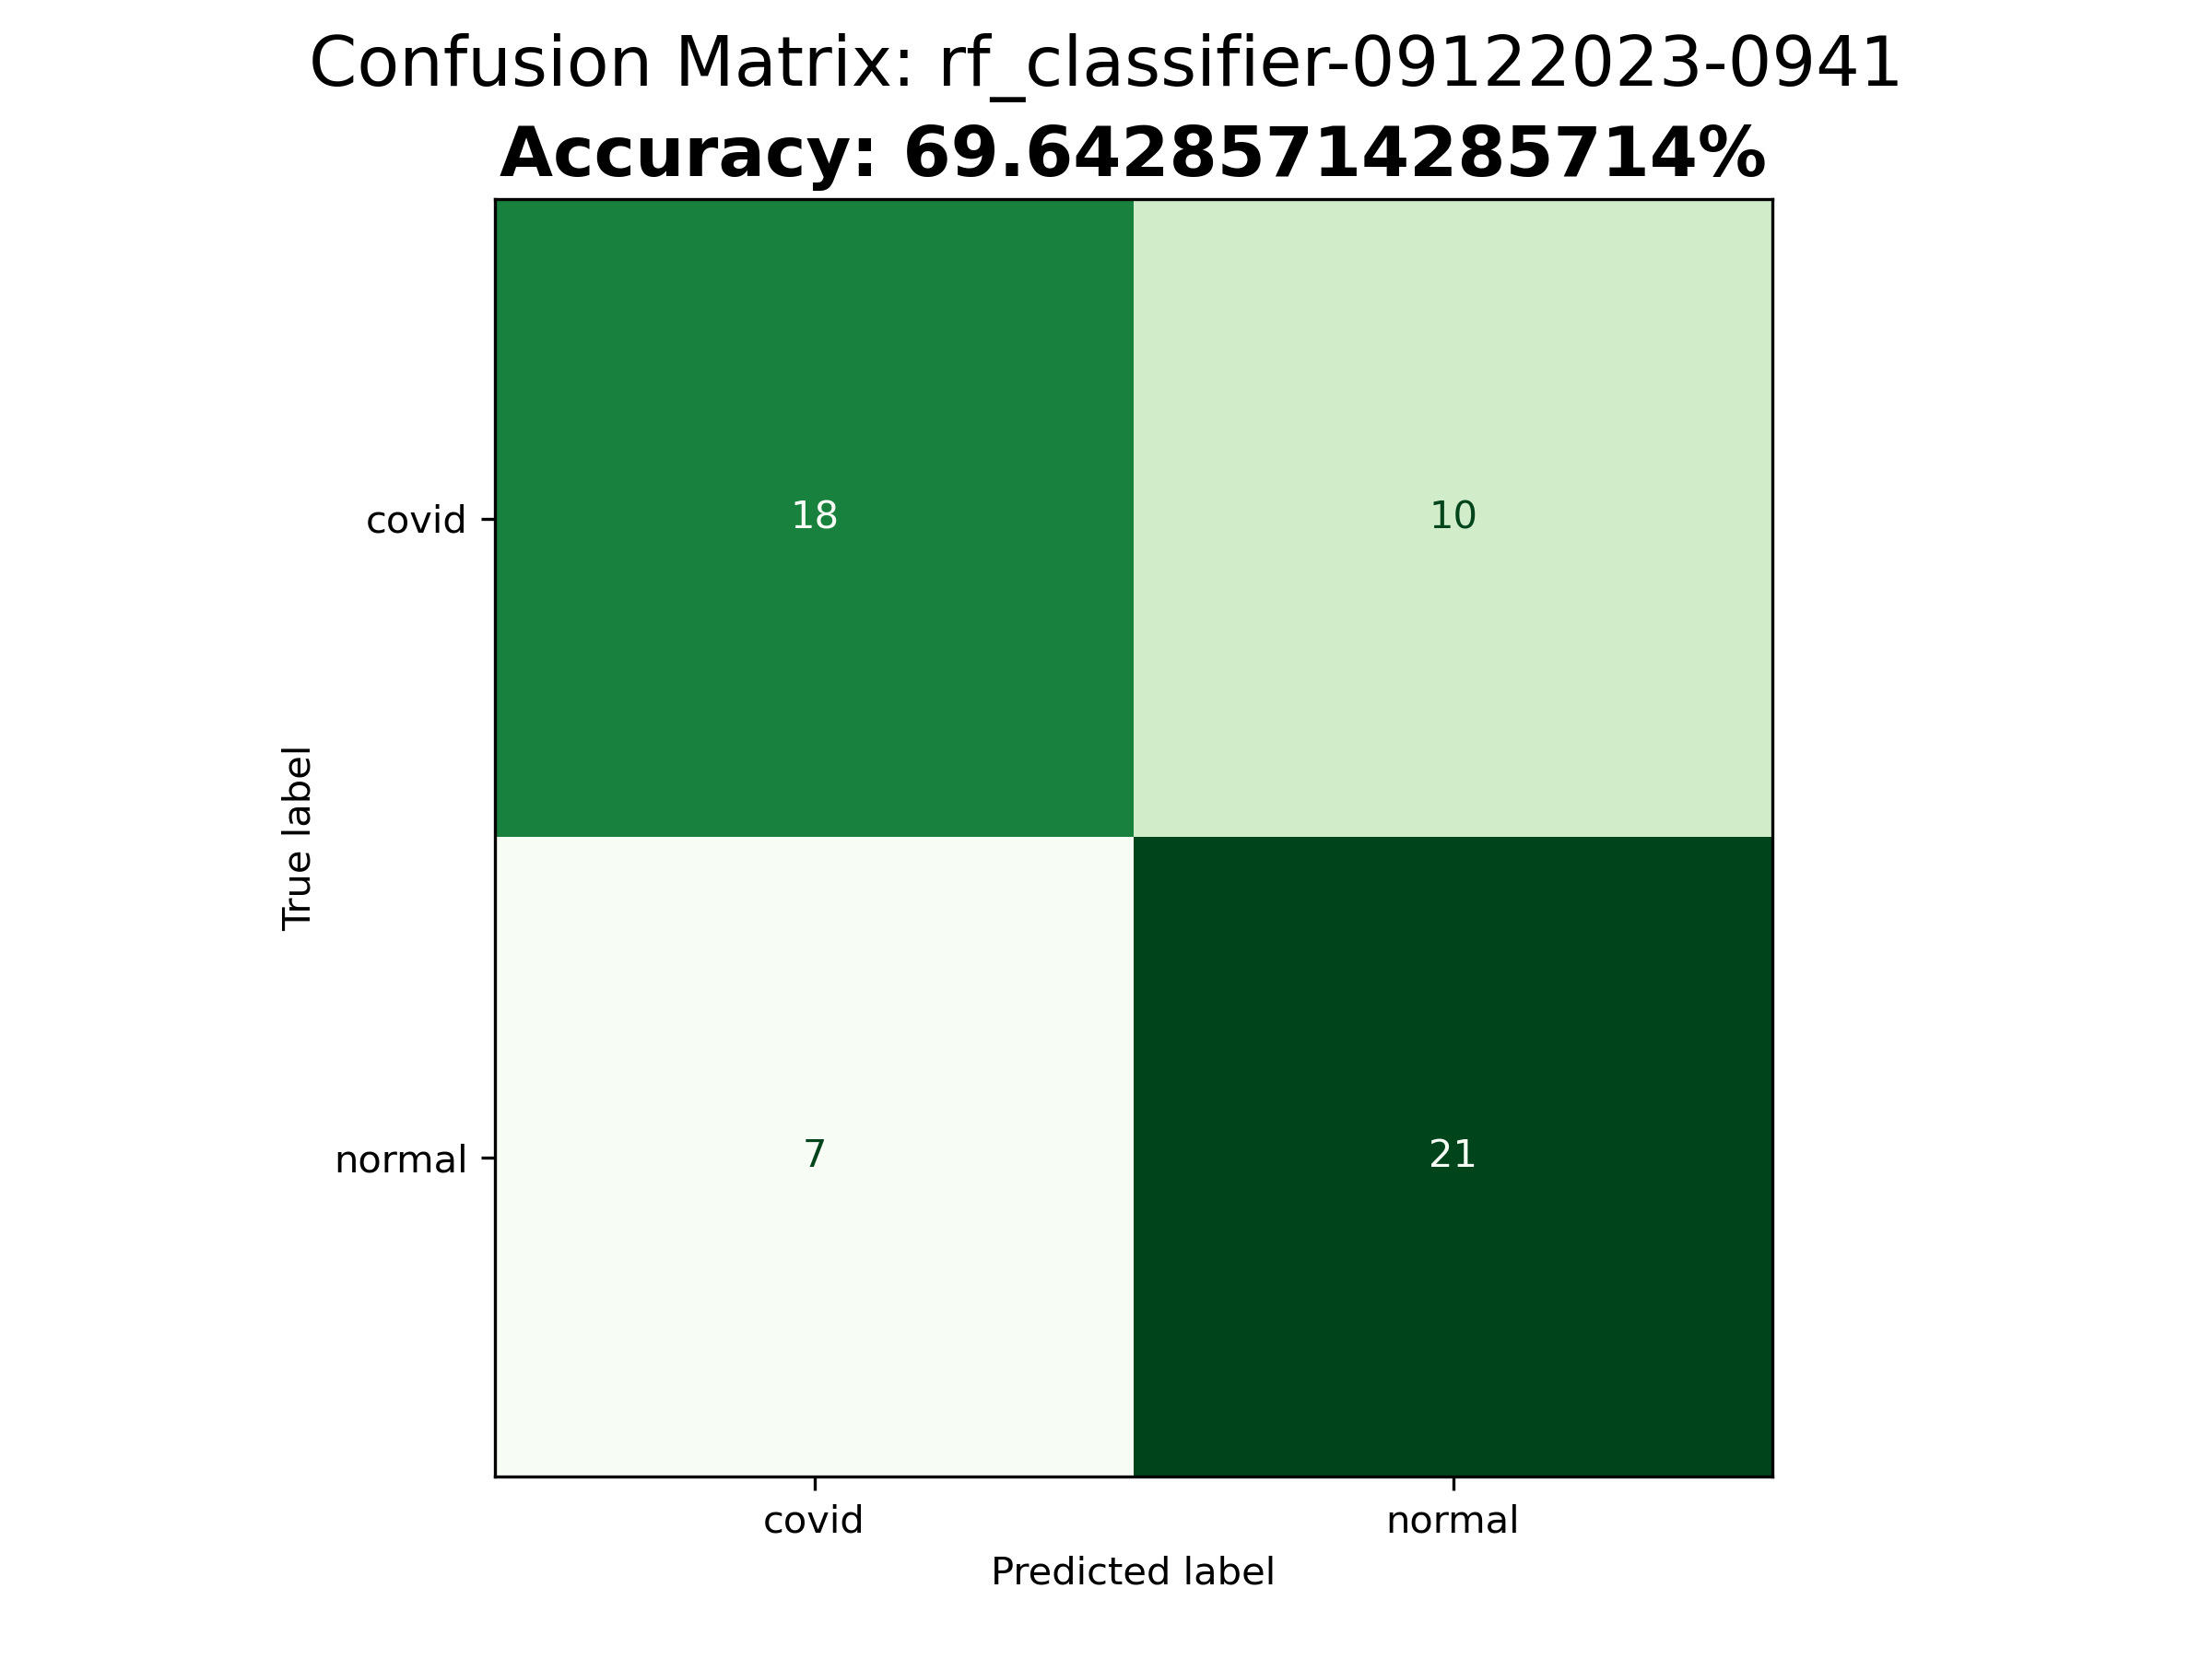 Confusion Matrix: rf_classifier-09122023-0941
Accuracy: 69.64285714285714%
covid
18
10
True label
normal
7
21
covid
normal
Predicted label